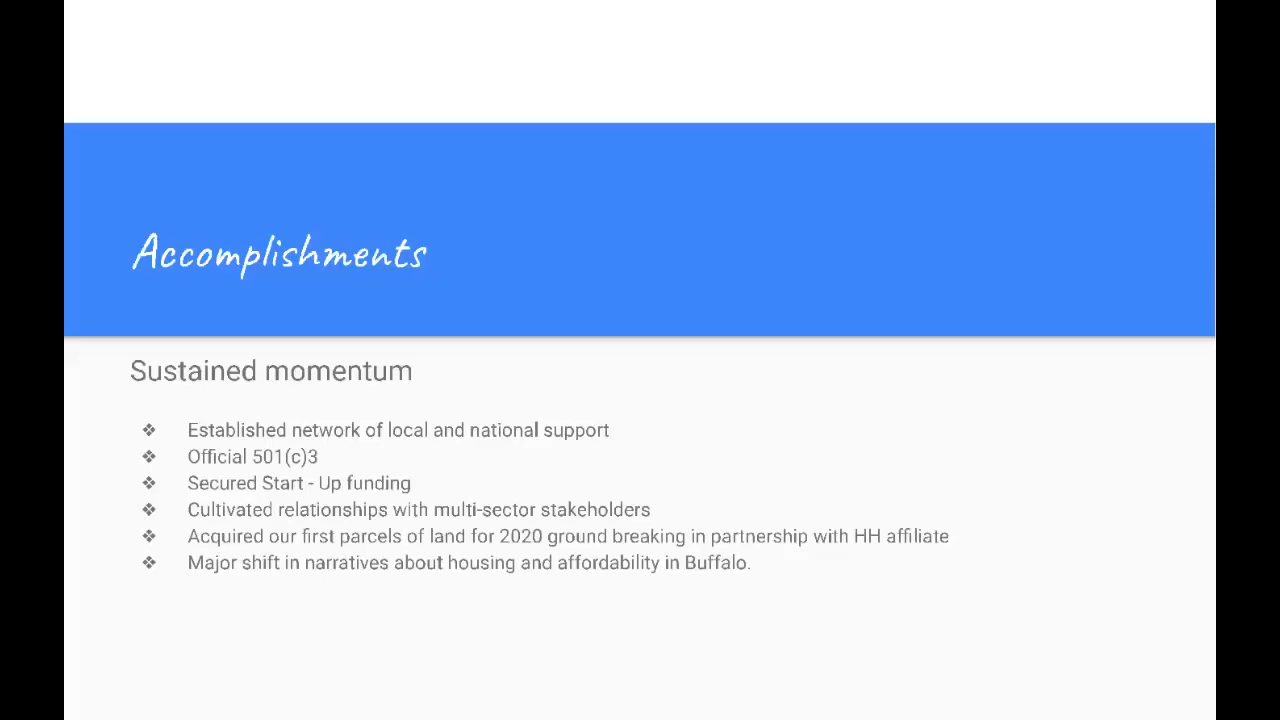 Accomplishments
Sustained momentum
❖ Established network of local and national support
❖ Official 501(c)3
❖ Secured Start - Up funding
❖ Cultivated relationships with multi-sector stakeholders
❖ Acquired our first parcels of land for 2020 ground breaking in partnership with HH affiliate
❖ Major shift in narratives about housing and affordability in Buffalo.